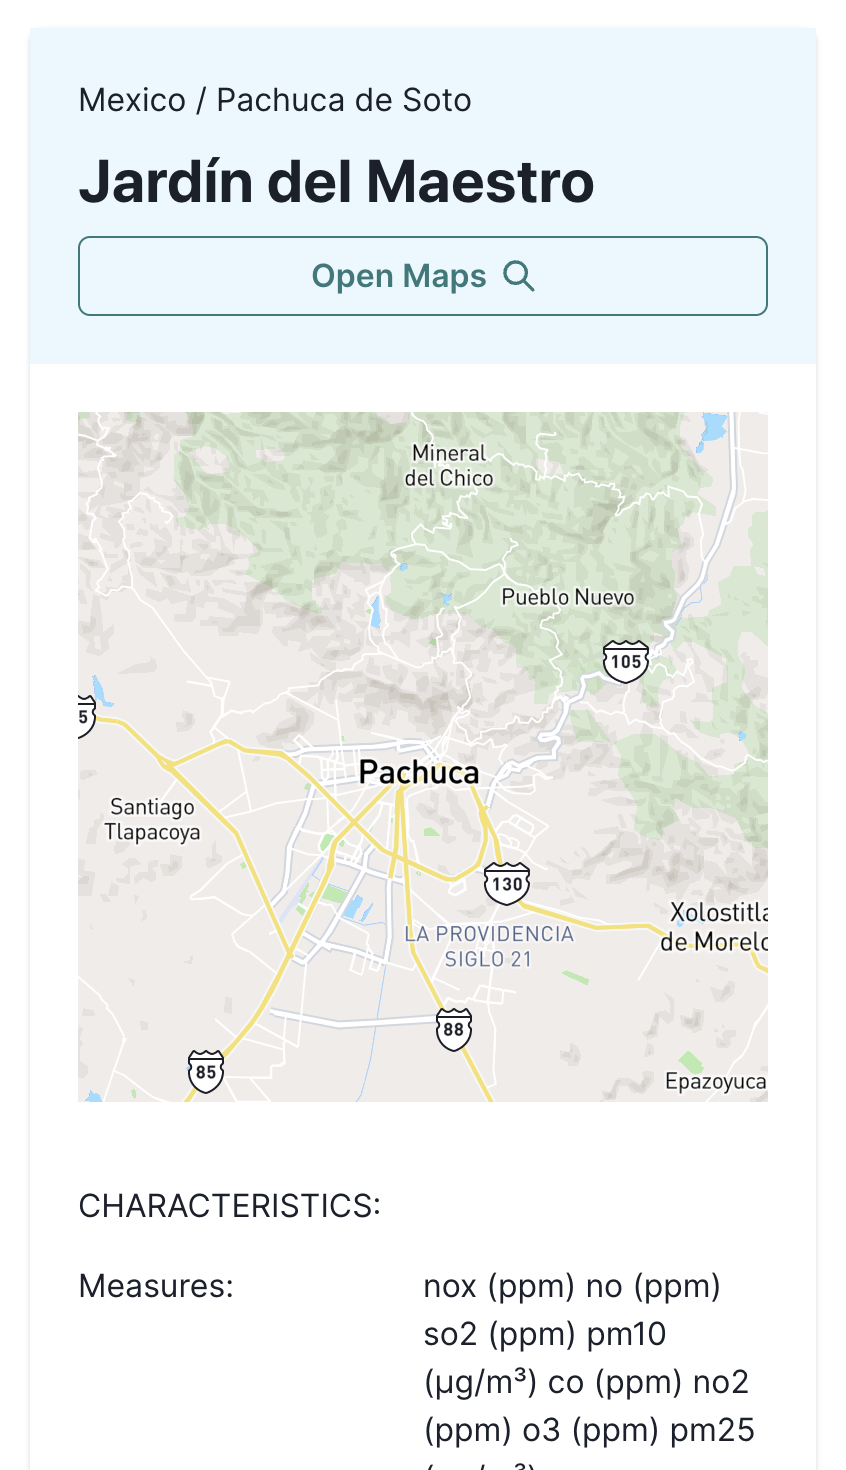 Mexico / Pachuca de Soto
Jardín del Maestro
Open Maps
Mineral
del Chico
Pueblo Nuevo
105
5
Pachuca
Santiago
Tlapacoya
130
Xolostitla
de Morelo
LA PROVIDENCIA
SIGLO 21
88
85
Epazoyuca
CHARACTERISTICS:
Measures:
nox (ppm) no (ppm)
so2 (ppm) pm10
(µg/m³) co (ppm) no2
(ppm) o3 (ppm) pm25